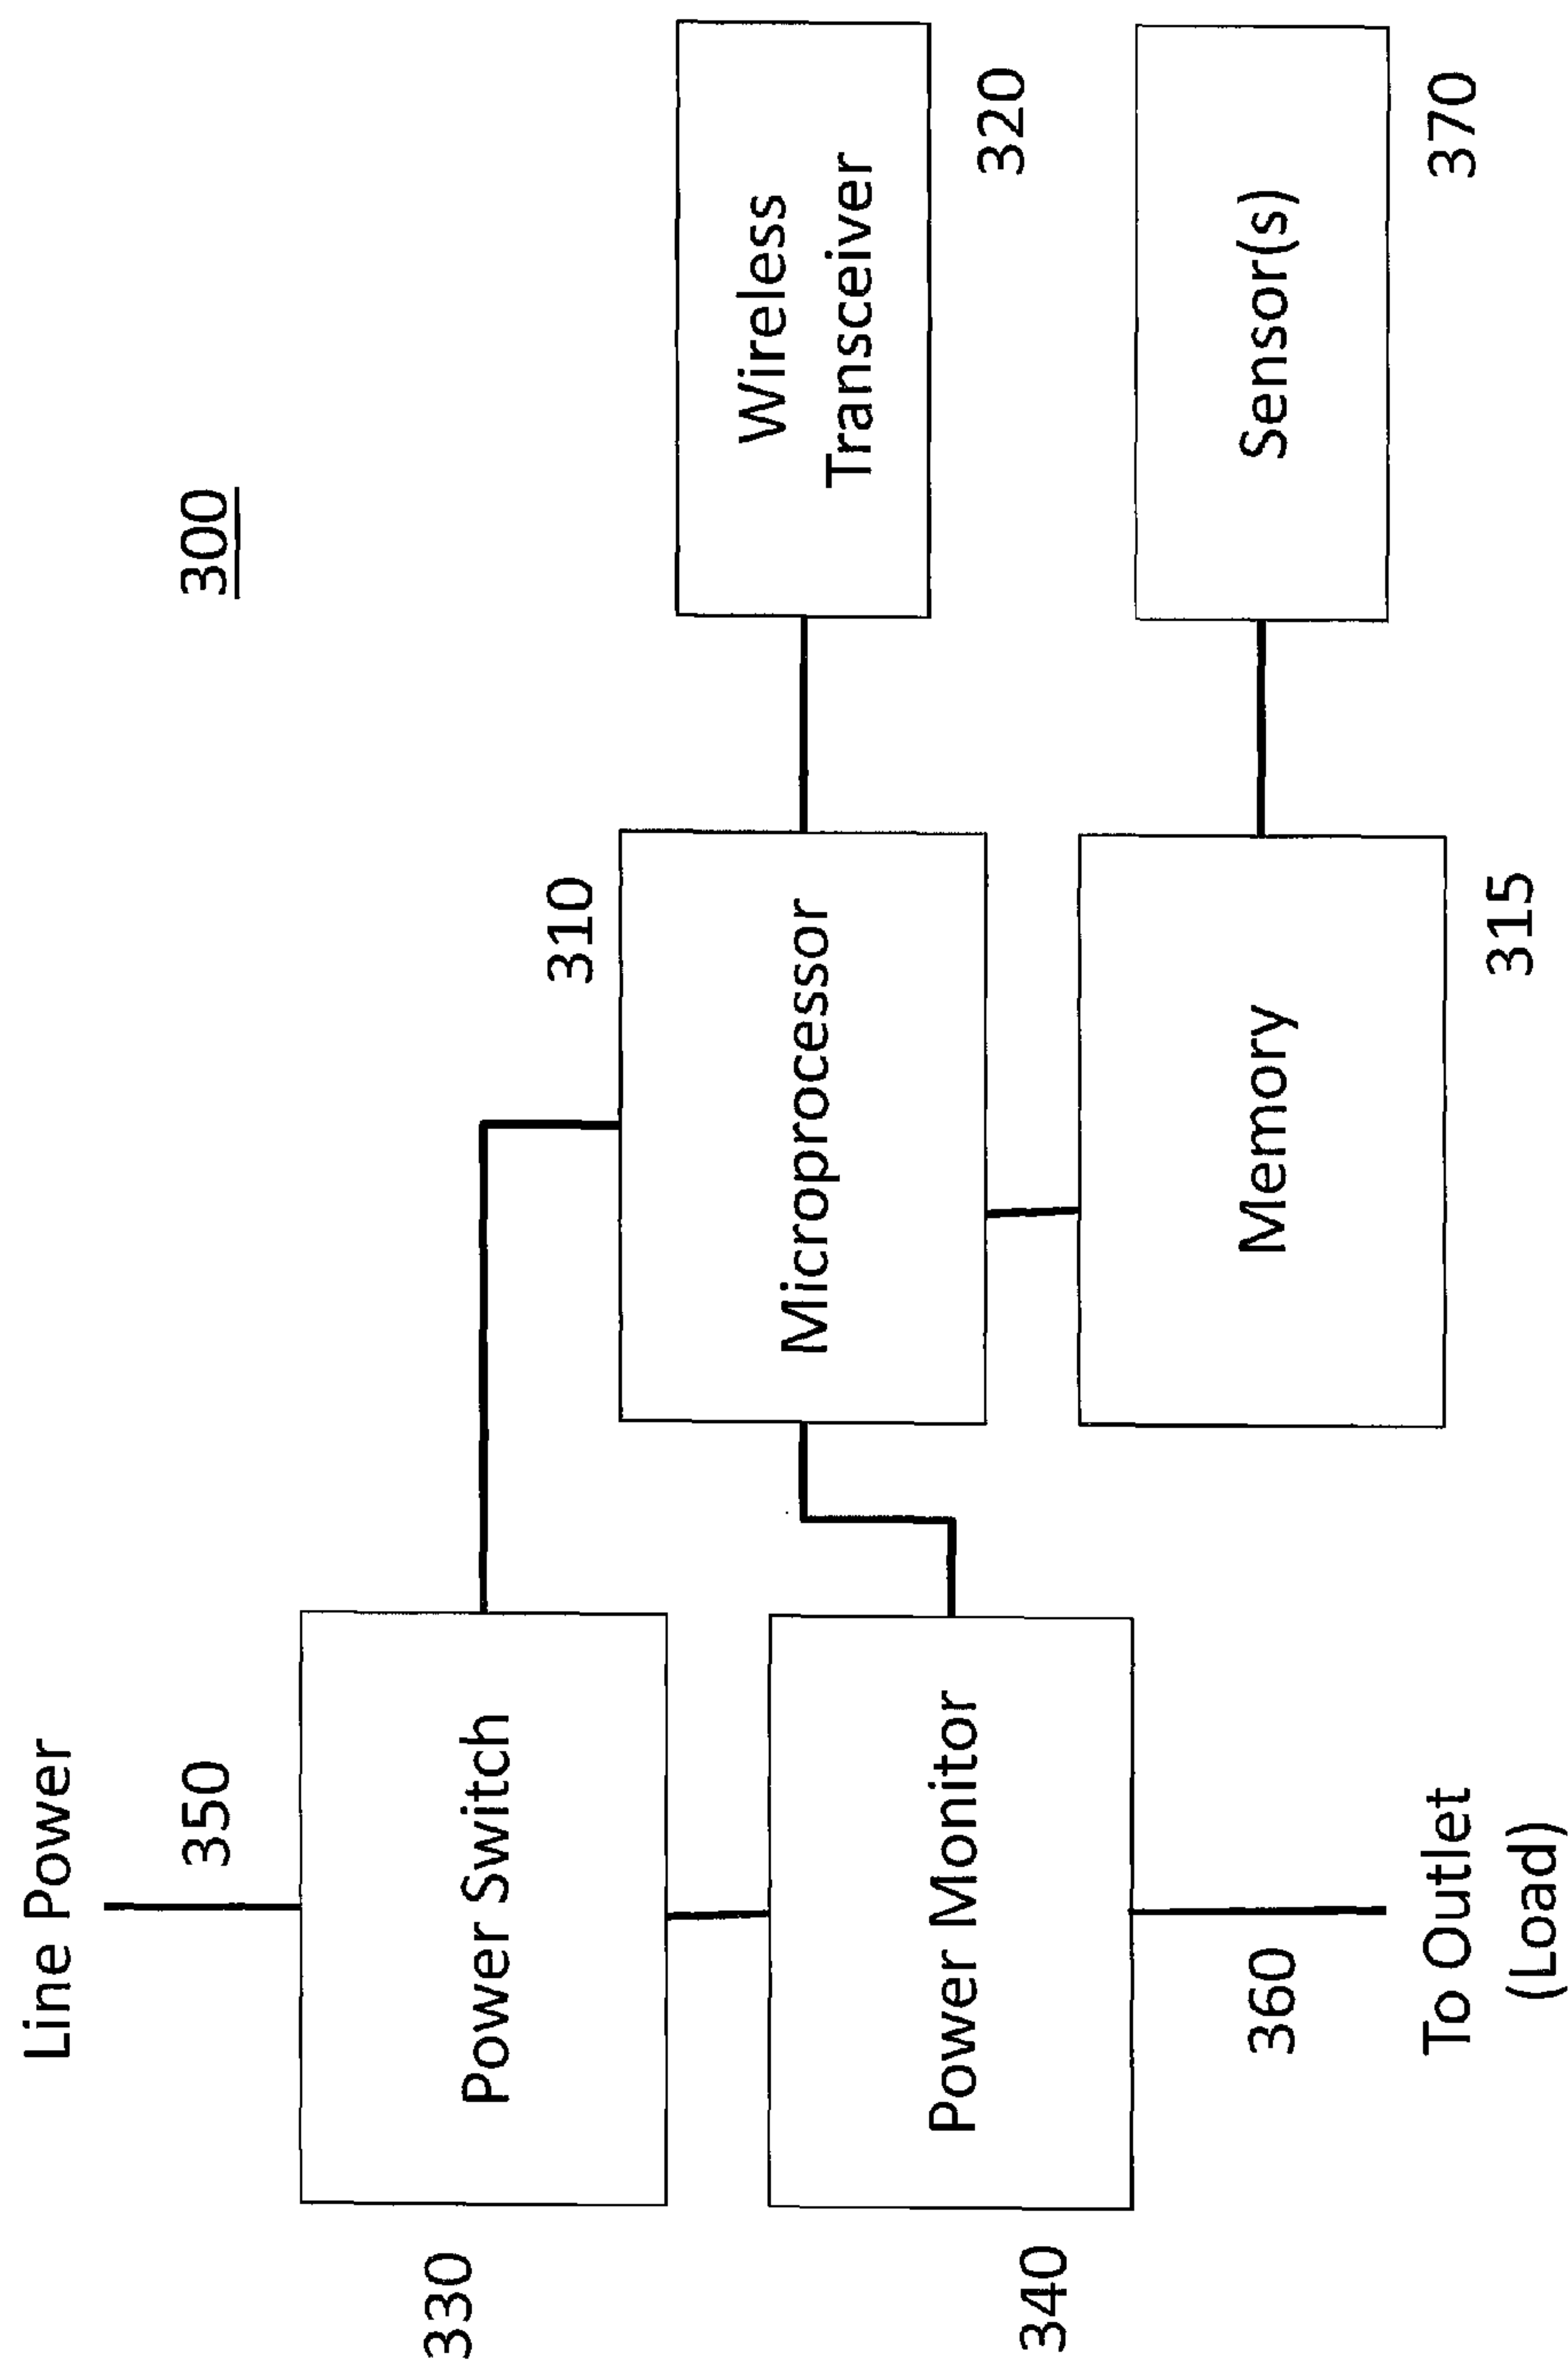 300
Line Power
350
330
Power Switch
310
Microprocessor
Wireless
Transceiver
320
340
Power Monitor
360
To Outlet
(Load)
Memory
315
Sensor(s)
370